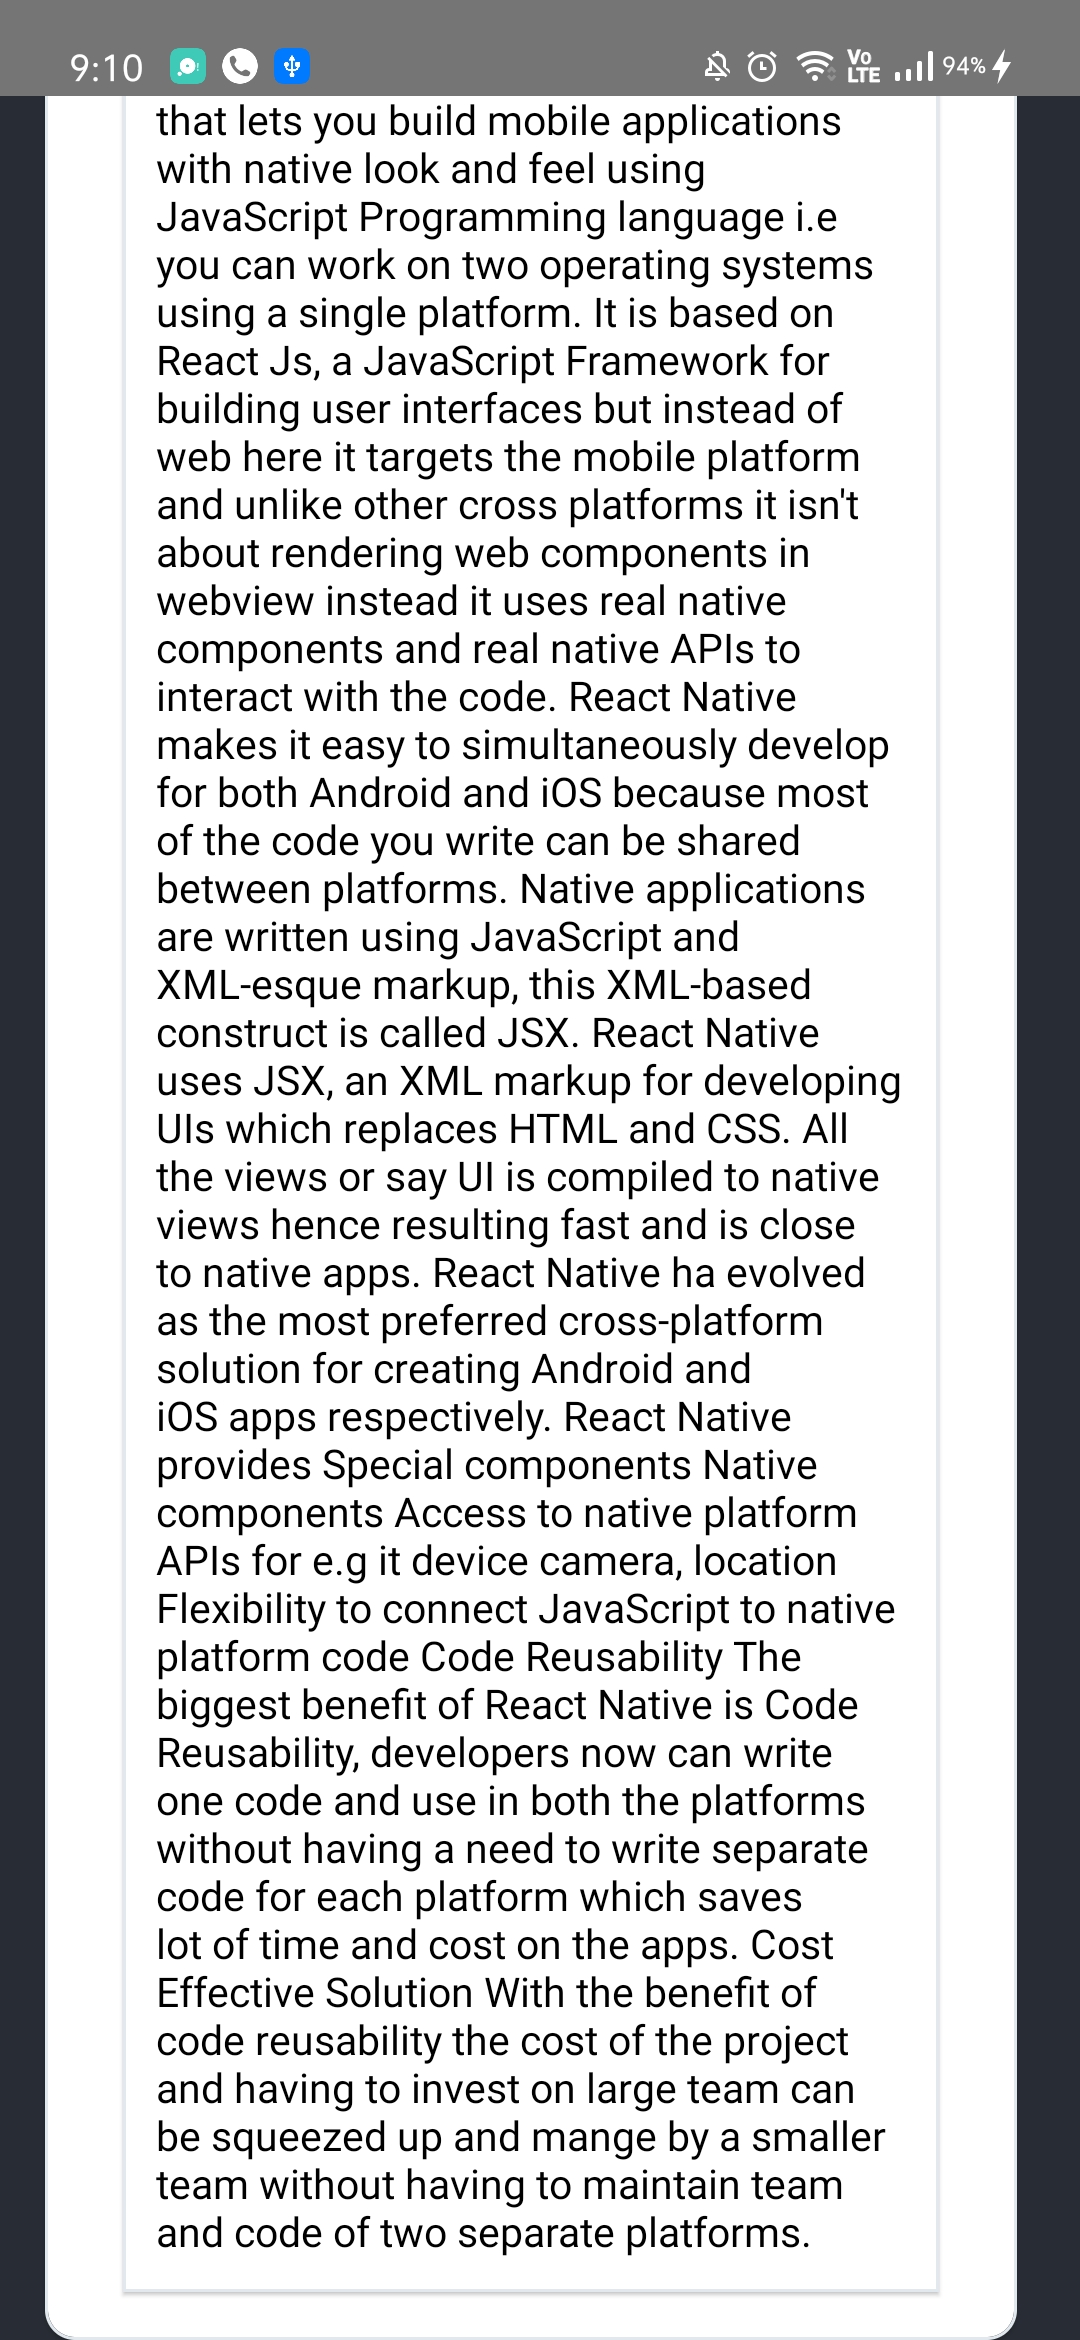 9:10
Vo
LTE
94%
that lets you build mobile applications
with native look and feel using
JavaScript Programming language i.e
you can work on two operating systems
using a single platform. It is based on
React Js, a JavaScript Framework for
building user interfaces but instead of
web here it targets the mobile platform
and unlike other cross platforms it isn't
about rendering web components in
webview instead it uses real native
components and real native APIs to
interact with the code. React Native
makes it easy to simultaneously develop
for both Android and iOS because most
of the code you write can be shared
between platforms. Native applications
are written using JavaScript and
XML-esque markup, this XML-based
construct is called JSX. React Native
uses JSX, an XML markup for developing
UIs which replaces HTML and CSS. All
the views or say UI is compiled to native
views hence resulting fast and is close
to native apps. React Native ha evolved
as the most preferred cross-platform
solution for creating Android and
iOS apps respectively. React Native
provides Special components Native
components Access to native platform
APIs for e.g it device camera, location
Flexibility to connect JavaScript to native
platform code Code Reusability The
biggest benefit of React Native is Code
Reusability, developers now can write
one code and use in both the platforms
without having a need to write separate
code for each platform which saves
lot of time and cost on the apps. Cost
Effective Solution With the benefit of
code reusability the cost of the project
and having to invest on large team can
be squeezed up and mange by a smaller
team without having to maintain team
and code of two separate platforms.